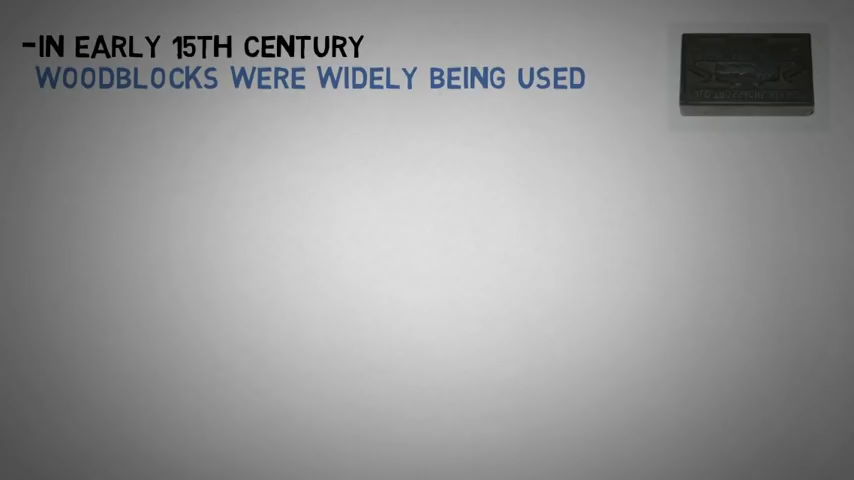 -IN EARLY 15TH CENTURY
WOODBLOCKS WERE WIDELY BEING USED